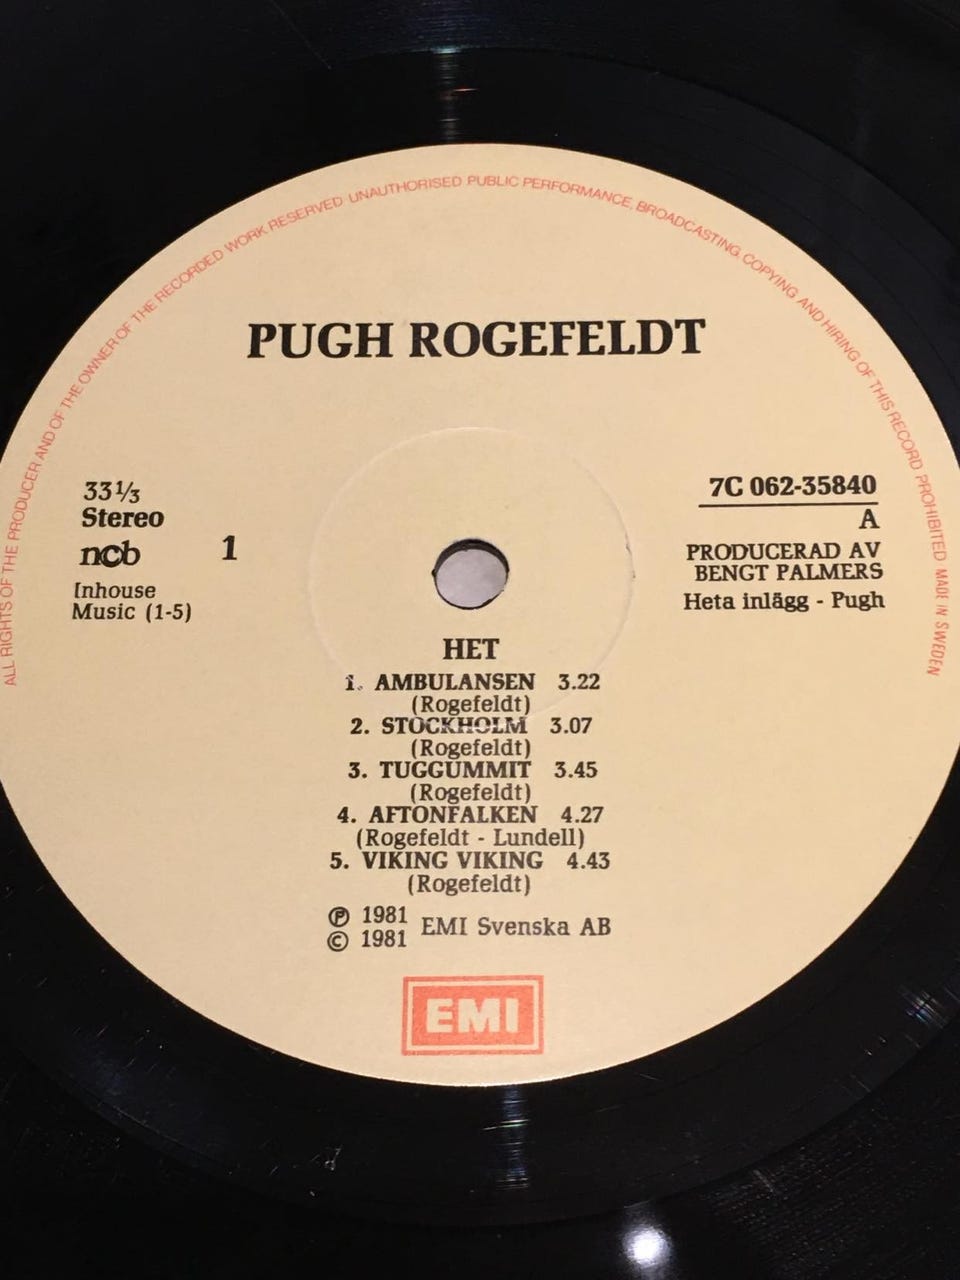 ALL RIGHTS OF THE PRODUCER AND OF THE OWNER OF THE RECORDED WORK RESERVED UNAUTHORISED PUBLIC PERFORMANCE, BROADCASTING, COPYING AND HIRING OF THIS RECORD PROHIBITED MADE IN SWEDEN
PUGH ROGEFELDT
33⅓
Stereo
ncb 1
Inhouse
Music (1-5)
7C 062-35840
A
PRODUCERAD AV
BENGT PALMERS
Heta inlägg - Pugh
HET
1. AMBULANSEN 3.22
(Rogefeldt)
2. STOCKHOLM 3.07
(Rogefeldt)
3. TUGGUMMIT 3.45
(Rogefeldt)
4. AFTONFALKEN 4.27
(Rogefeldt - Lundell)
5. VIKING VIKING 4.43
(Rogefeldt)
℗ 1981
© 1981 EMI Svenska AB
EMI